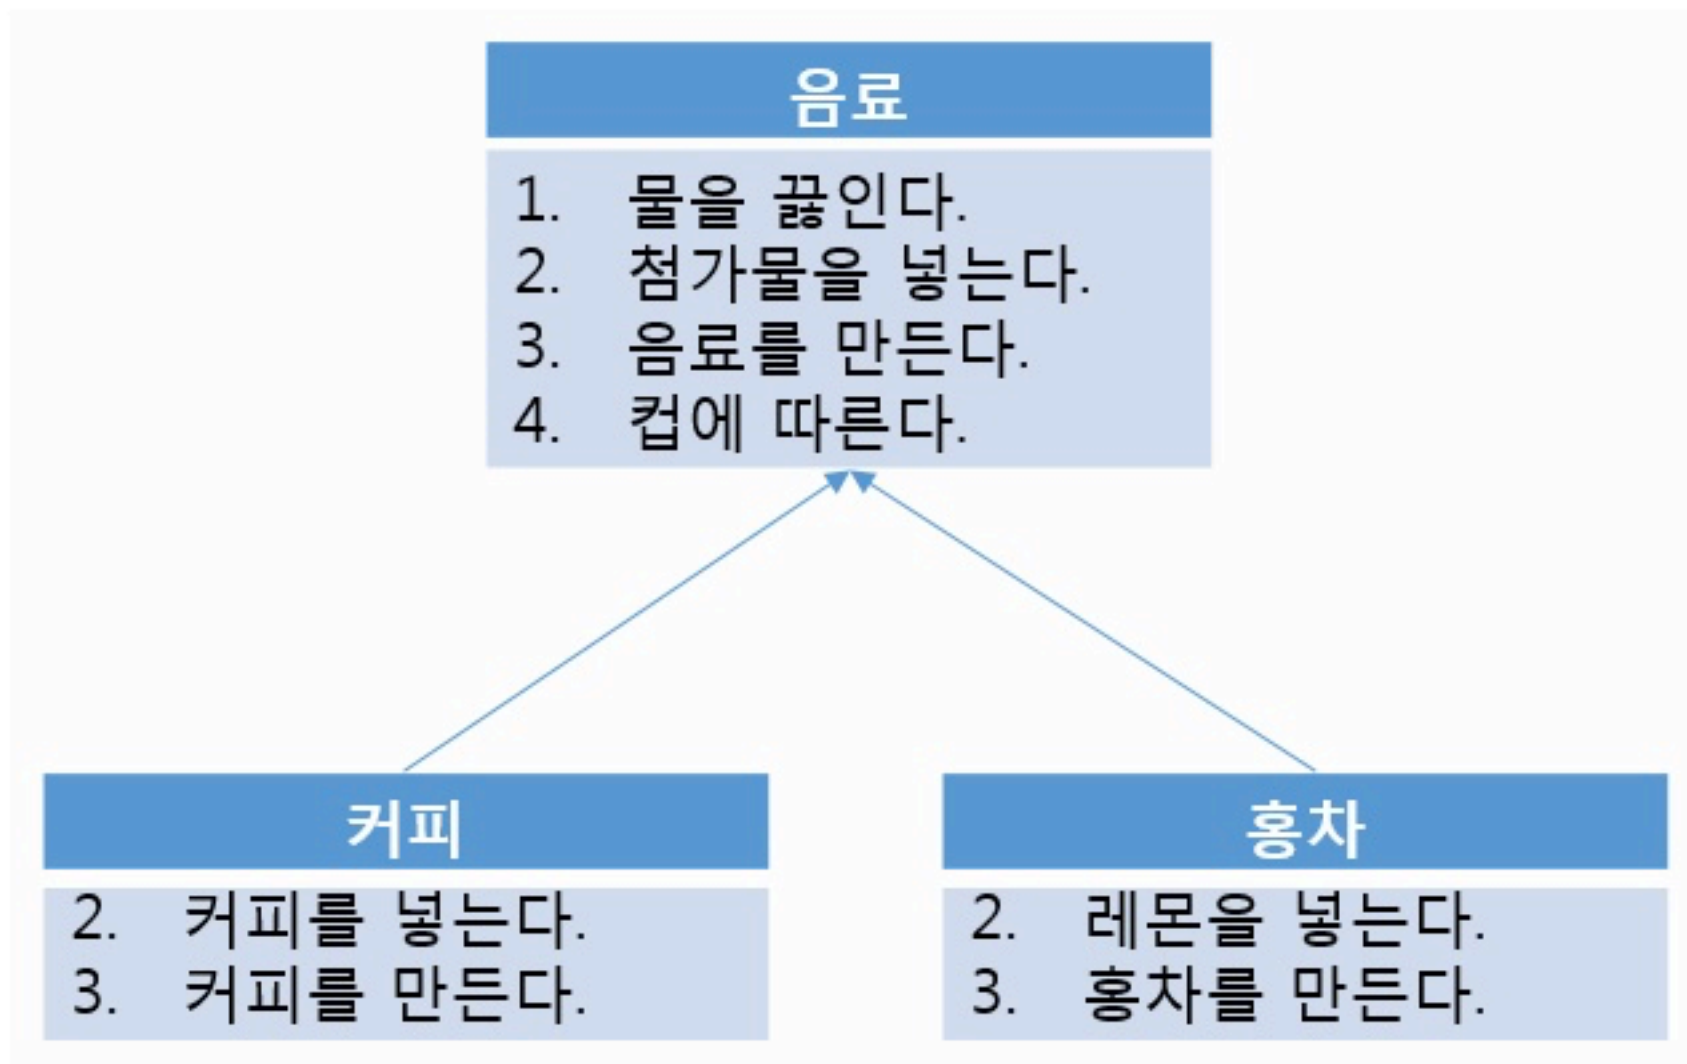 음료
1. 물을 끓인다.
2. 첨가물을 넣는다.
3. 음료를 만든다.
4. 컵에 따른다.
커피
2. 커피를 넣는다.
3. 커피를 만든다.
홍차
2. 레몬을 넣는다.
3. 홍차를 만든다.